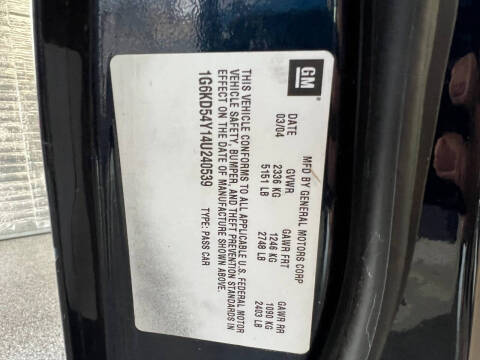 GM
®
MFD BY GENERAL MOTORS CORP
DATE GVWR GAWR FRT GAWR RR
03/04 2336 KG 1246 KG 1090 KG
5151 LB 2748 LB 2403 LB
THIS VEHICLE CONFORMS TO ALL APPLICABLE U.S. FEDERAL MOTOR
VEHICLE SAFETY, BUMPER, AND THEFT PREVENTION STANDARDS IN
EFFECT ON THE DATE OF MANUFACTURE SHOWN ABOVE.
1G6KD54Y14U240539 TYPE: PASS CAR